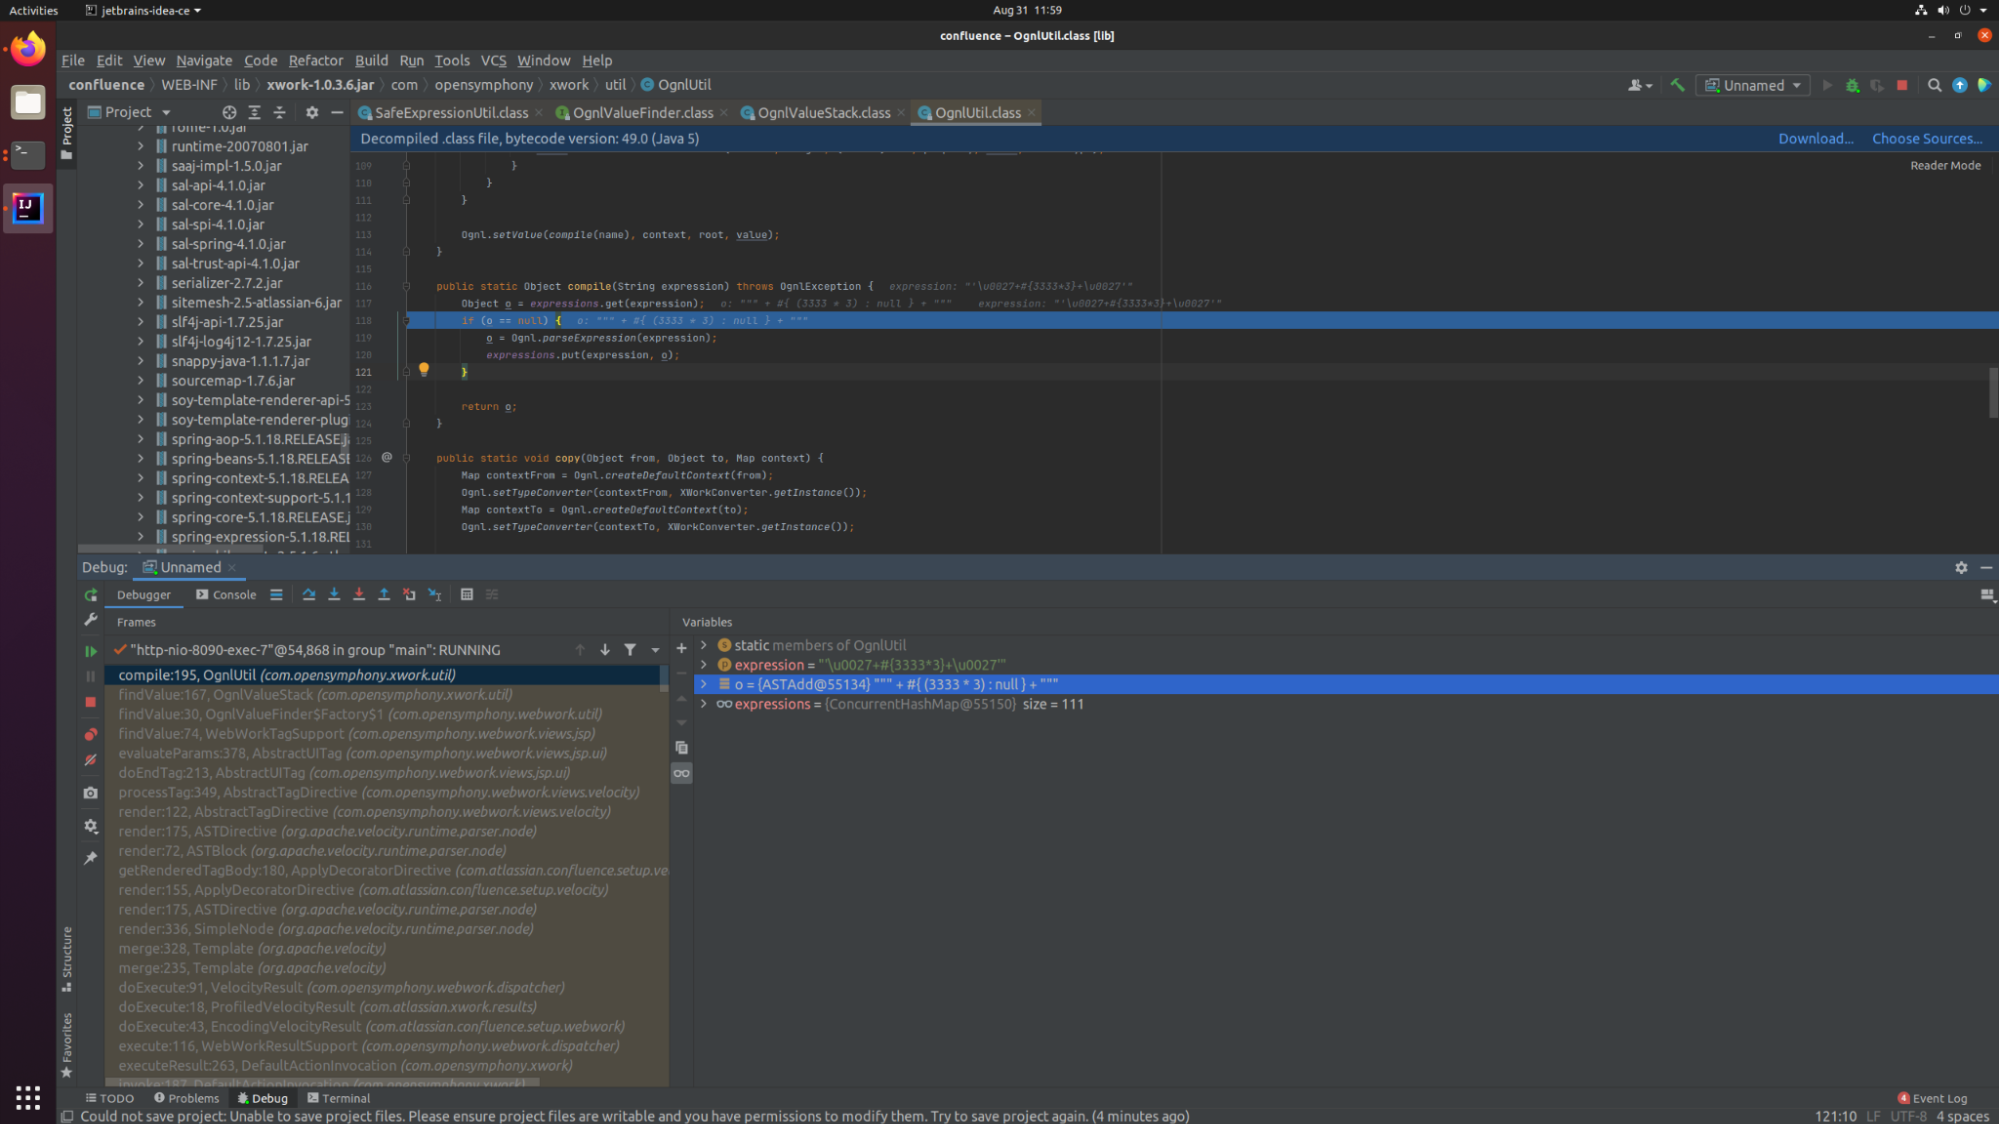 Activities
jetbrains-idea-ce
Aug 31 11:59
confluence – OgnlUtil.class [lib]
File Edit View Navigate Code Refactor Build Run Tools VCS Window Help
confluence WEB-INF lib xwork-1.0.3.6.jar com opensymphony xwork util OgnlUtil
Unnamed
Project
Project
SafeExpressionUtil.class
OgnlValueFinder.class
OgnlValueStack.class
OgnlUtil.class
Decompiled .class file, bytecode version: 49.0 (Java 5)
Download...
Choose Sources...
Reader Mode
rome-1.0.jar
runtime-20070801.jar
saaj-impl-1.5.0.jar
sal-api-4.1.0.jar
sal-core-4.1.0.jar
sal-spi-4.1.0.jar
sal-spring-4.1.0.jar
sal-trust-api-4.1.0.jar
serializer-2.7.2.jar
sitemesh-2.5-atlassian-6.jar
slf4j-api-1.7.25.jar
slf4j-log4j12-1.7.25.jar
snappy-java-1.1.1.7.jar
sourcemap-1.7.6.jar
soy-template-renderer-api-5
soy-template-renderer-plug
spring-aop-5.1.18.RELEASE.j
spring-beans-5.1.18.RELEASE
spring-context-5.1.18.RELEA
spring-context-support-5.1.1
spring-core-5.1.18.RELEASE.j
spring-expression-5.1.18.REL
109 }
110 }
111 }
112
113 Ognl.setValue(compile(name), context, root, value);
114 }
115
116 public static Object compile(String expression) throws OgnlException { expression: "'\u0027+#{3333*3}+\u0027'"
117 Object o = expressions.get(expression); o: """ + #{ (3333 * 3) : null } + """ expression: "'\u0027+#{3333*3}+\u0027'"
118 if (o == null) { o: """ + #{ (3333 * 3) : null } + """
119 o = Ognl.parseExpression(expression);
120 expressions.put(expression, o);
121 }
122
123 return o;
124 }
125
126 @ public static void copy(Object from, Object to, Map context) {
127 Map contextFrom = Ognl.createDefaultContext(from);
128 Ognl.setTypeConverter(contextFrom, XWorkConverter.getInstance());
129 Map contextTo = Ognl.createDefaultContext(to);
130 Ognl.setTypeConverter(contextTo, XWorkConverter.getInstance());
131
Debug: Unnamed
Debugger Console
Frames
"http-nio-8090-exec-7"@54,868 in group "main": RUNNING
compile:195, OgnlUtil (com.opensymphony.xwork.util)
findValue:167, OgnlValueStack (com.opensymphony.xwork.util)
findValue:30, OgnlValueFinder$Factory$1 (com.opensymphony.webwork.util)
findValue:74, WebWorkTagSupport (com.opensymphony.webwork.views.jsp)
evaluateParams:378, AbstractUITag (com.opensymphony.webwork.views.jsp.ui)
doEndTag:213, AbstractUITag (com.opensymphony.webwork.views.jsp.ui)
processTag:349, AbstractTagDirective (com.opensymphony.webwork.views.velocity)
render:122, AbstractTagDirective (com.opensymphony.webwork.views.velocity)
render:175, ASTDirective (org.apache.velocity.runtime.parser.node)
render:72, ASTBlock (org.apache.velocity.runtime.parser.node)
getRenderedTagBody:180, ApplyDecoratorDirective (com.atlassian.confluence.setup.ve
render:155, ApplyDecoratorDirective (com.atlassian.confluence.setup.velocity)
render:175, ASTDirective (org.apache.velocity.runtime.parser.node)
render:336, SimpleNode (org.apache.velocity.runtime.parser.node)
merge:328, Template (org.apache.velocity)
merge:235, Template (org.apache.velocity)
doExecute:91, VelocityResult (com.opensymphony.webwork.dispatcher)
doExecute:18, ProfiledVelocityResult (com.atlassian.xwork.results)
doExecute:43, EncodingVelocityResult (com.atlassian.confluence.setup.webwork)
execute:116, WebWorkResultSupport (com.opensymphony.webwork.dispatcher)
executeResult:263, DefaultActionInvocation (com.opensymphony.xwork)
invoke:187, DefaultActionInvocation (com.opensymphony.xwork)
Variables
static members of OgnlUtil
expression = "'\u0027+#{3333*3}+\u0027'"
o = {ASTAdd@55134} """ + #{ (3333 * 3) : null } + """
expressions = {ConcurrentHashMap@55150} size = 111
Structure
Favorites
TODO Problems Debug Terminal
4 Event Log
Could not save project: Unable to save project files. Please ensure project files are writable and you have permissions to modify them. Try to save project again. (4 minutes ago)
121:10 LF UTF-8 4 spaces